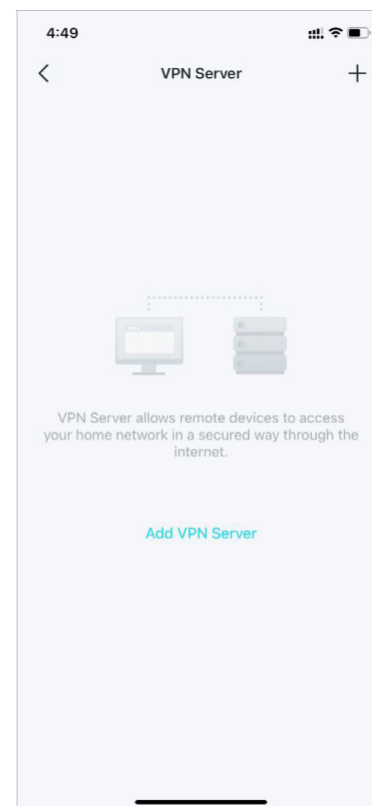 4:49
VPN Server
VPN Server allows remote devices to access
your home network in a secured way through the
internet.
Add VPN Server